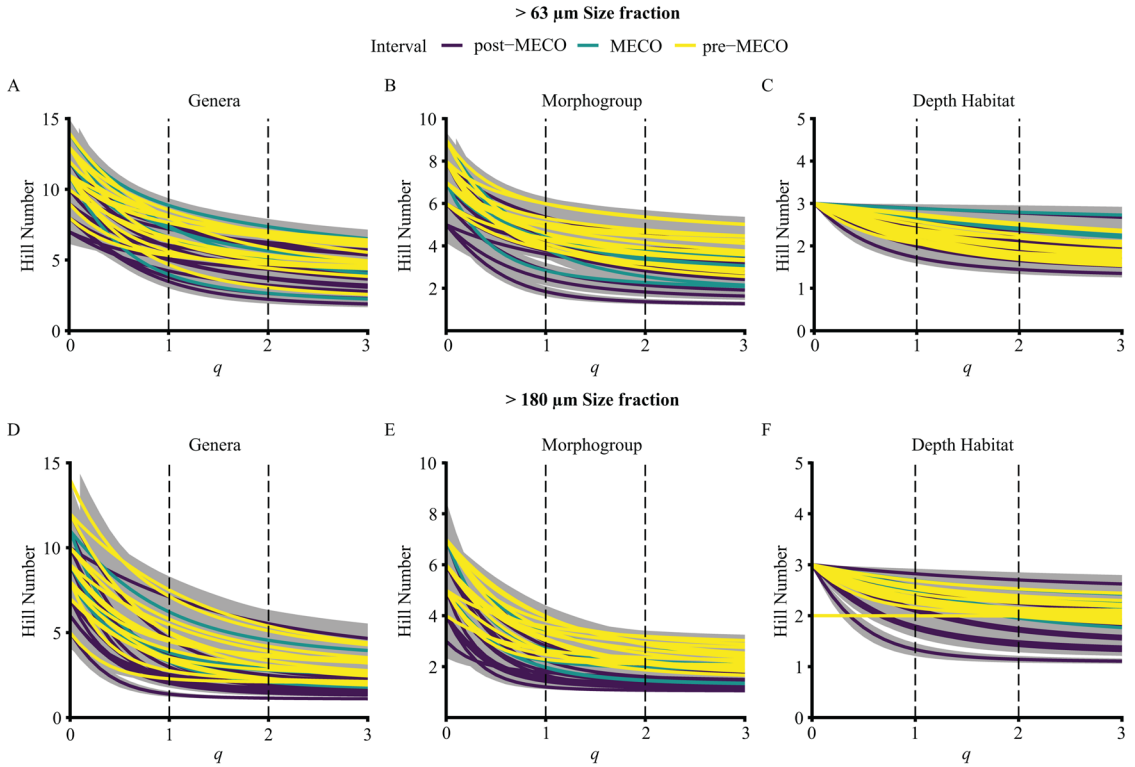 > 63 µm Size fraction
Interval post−MECO MECO pre−MECO
A B C
Genera Morphogroup Depth Habitat
Hill Number
15
10
5
0
0 1 2 3
q
Hill Number
10
8
6
4
2
0 1 2 3
q
Hill Number
5
4
3
2
1
0
0 1 2 3
q
> 180 µm Size fraction
D E F
Genera Morphogroup Depth Habitat
Hill Number
15
10
5
0
0 1 2 3
q
Hill Number
10
8
6
4
2
0 1 2 3
q
Hill Number
5
4
3
2
1
0
0 1 2 3
q